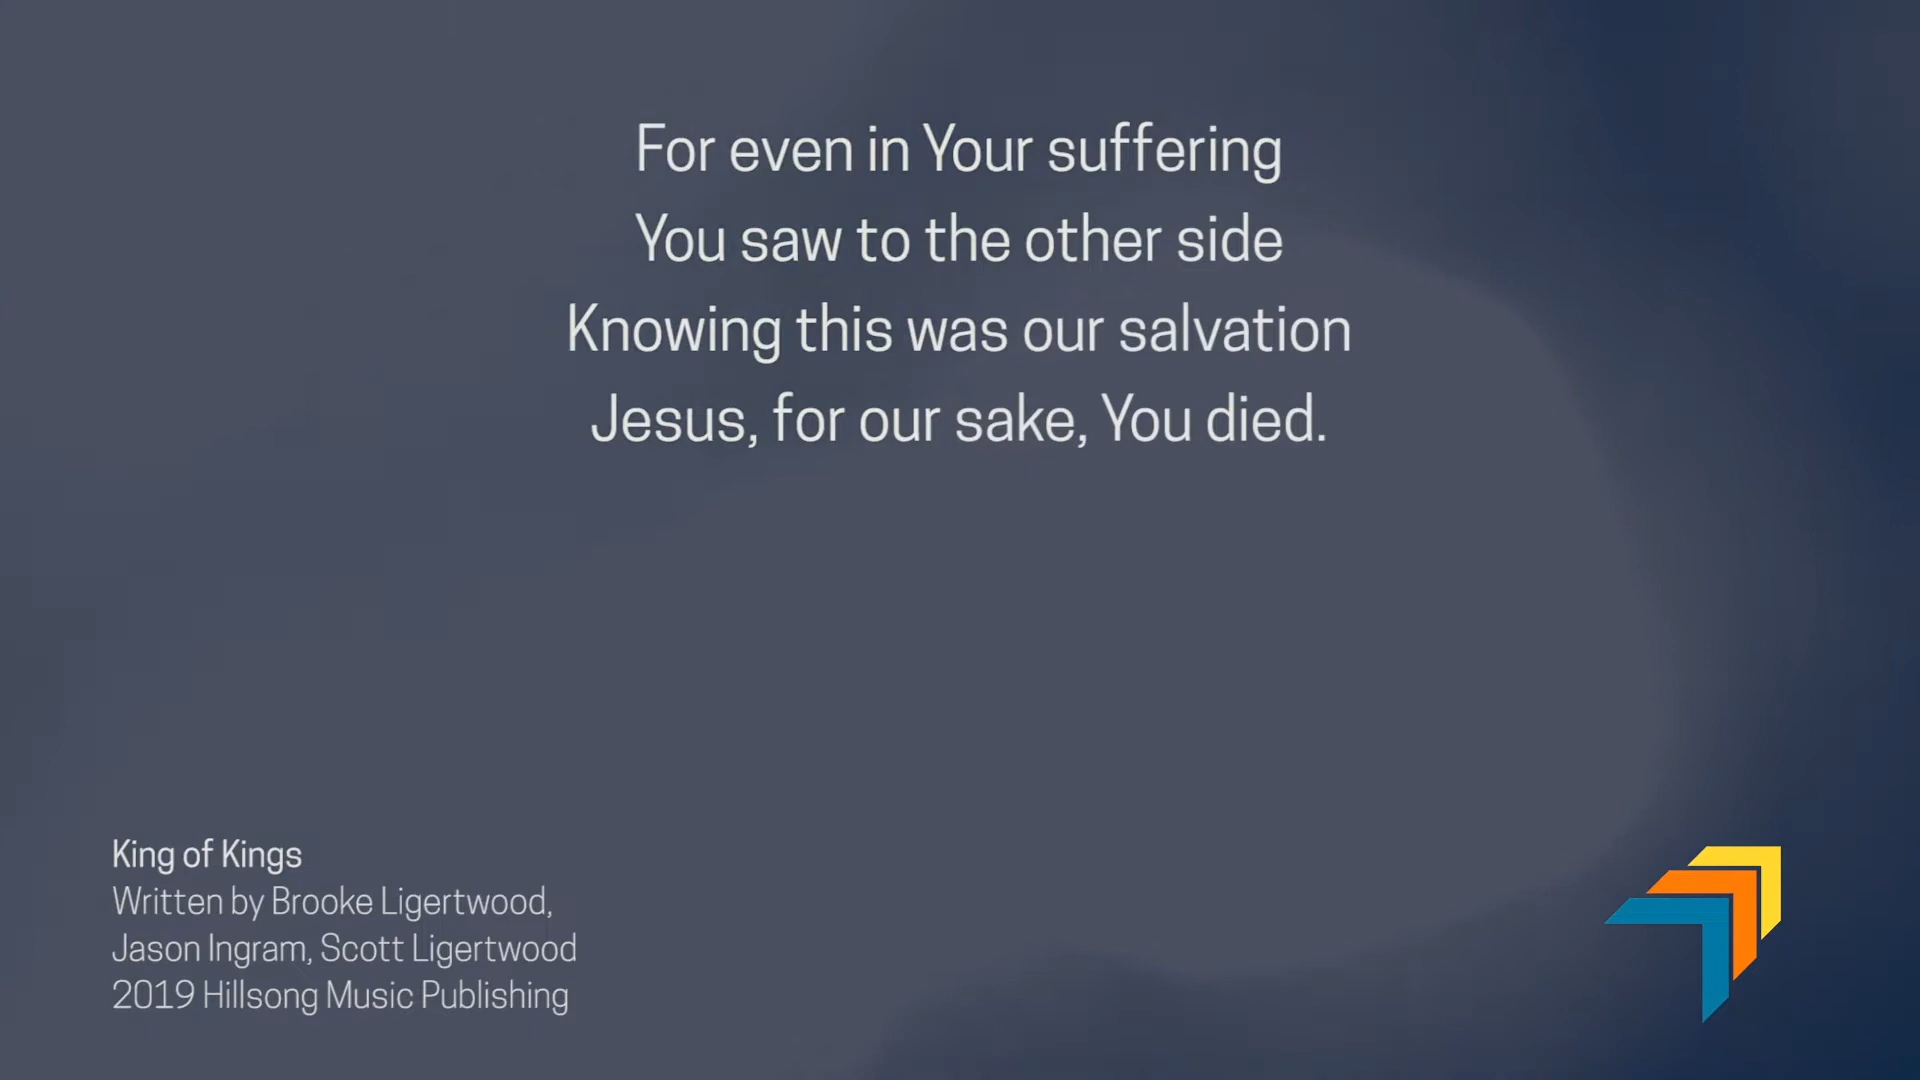 For even in Your suffering
You saw to the other side
Knowing this was our salvation
Jesus, for our sake, You died.
King of Kings
Written by Brooke Ligertwood,
Jason Ingram, Scott Ligertwood
2019 Hillsong Music Publishing